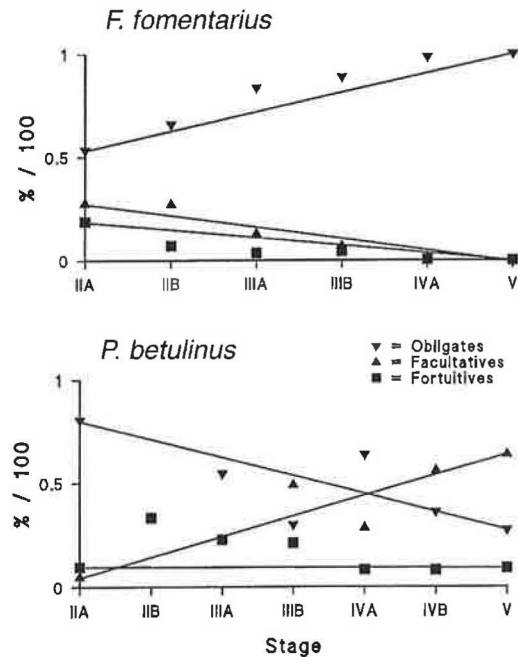 F. fomentarius
1
% / 100
0.5
0
IIA IIB IIIA IIIB IVA V
P. betulinus
▼ = Obligates
▲ = Facultatives
■ = Fortuitives
1
% / 100
0.5
0
IIA IIB IIIA IIIB IVA IVB V
Stage